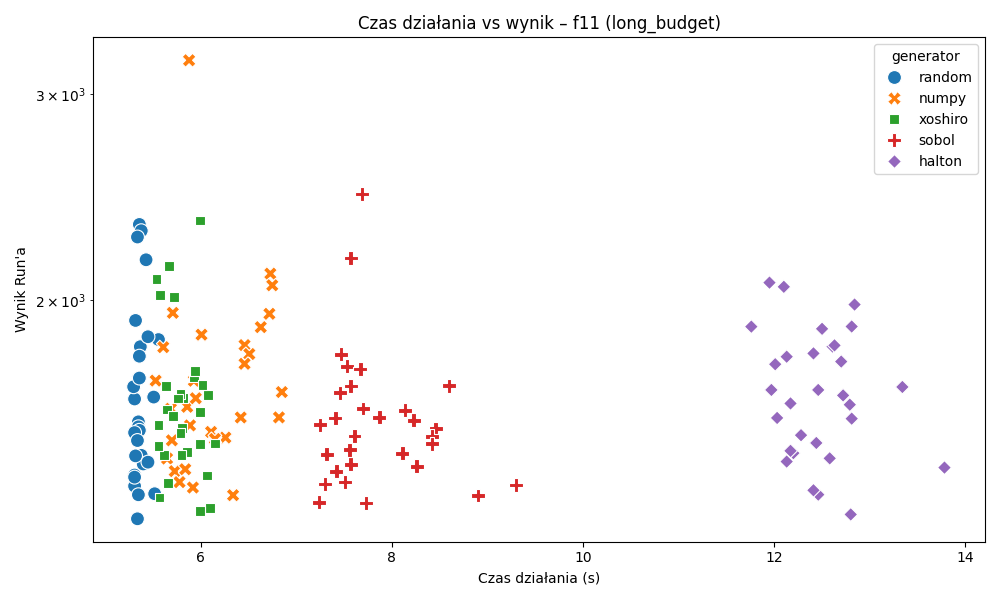 Czas działania vs wynik – f11 (long_budget)
generator
random
numpy
xoshiro
sobol
halton
3 × 10³
2 × 10³
Wynik Run'a
6
8
10
12
14
Czas działania (s)